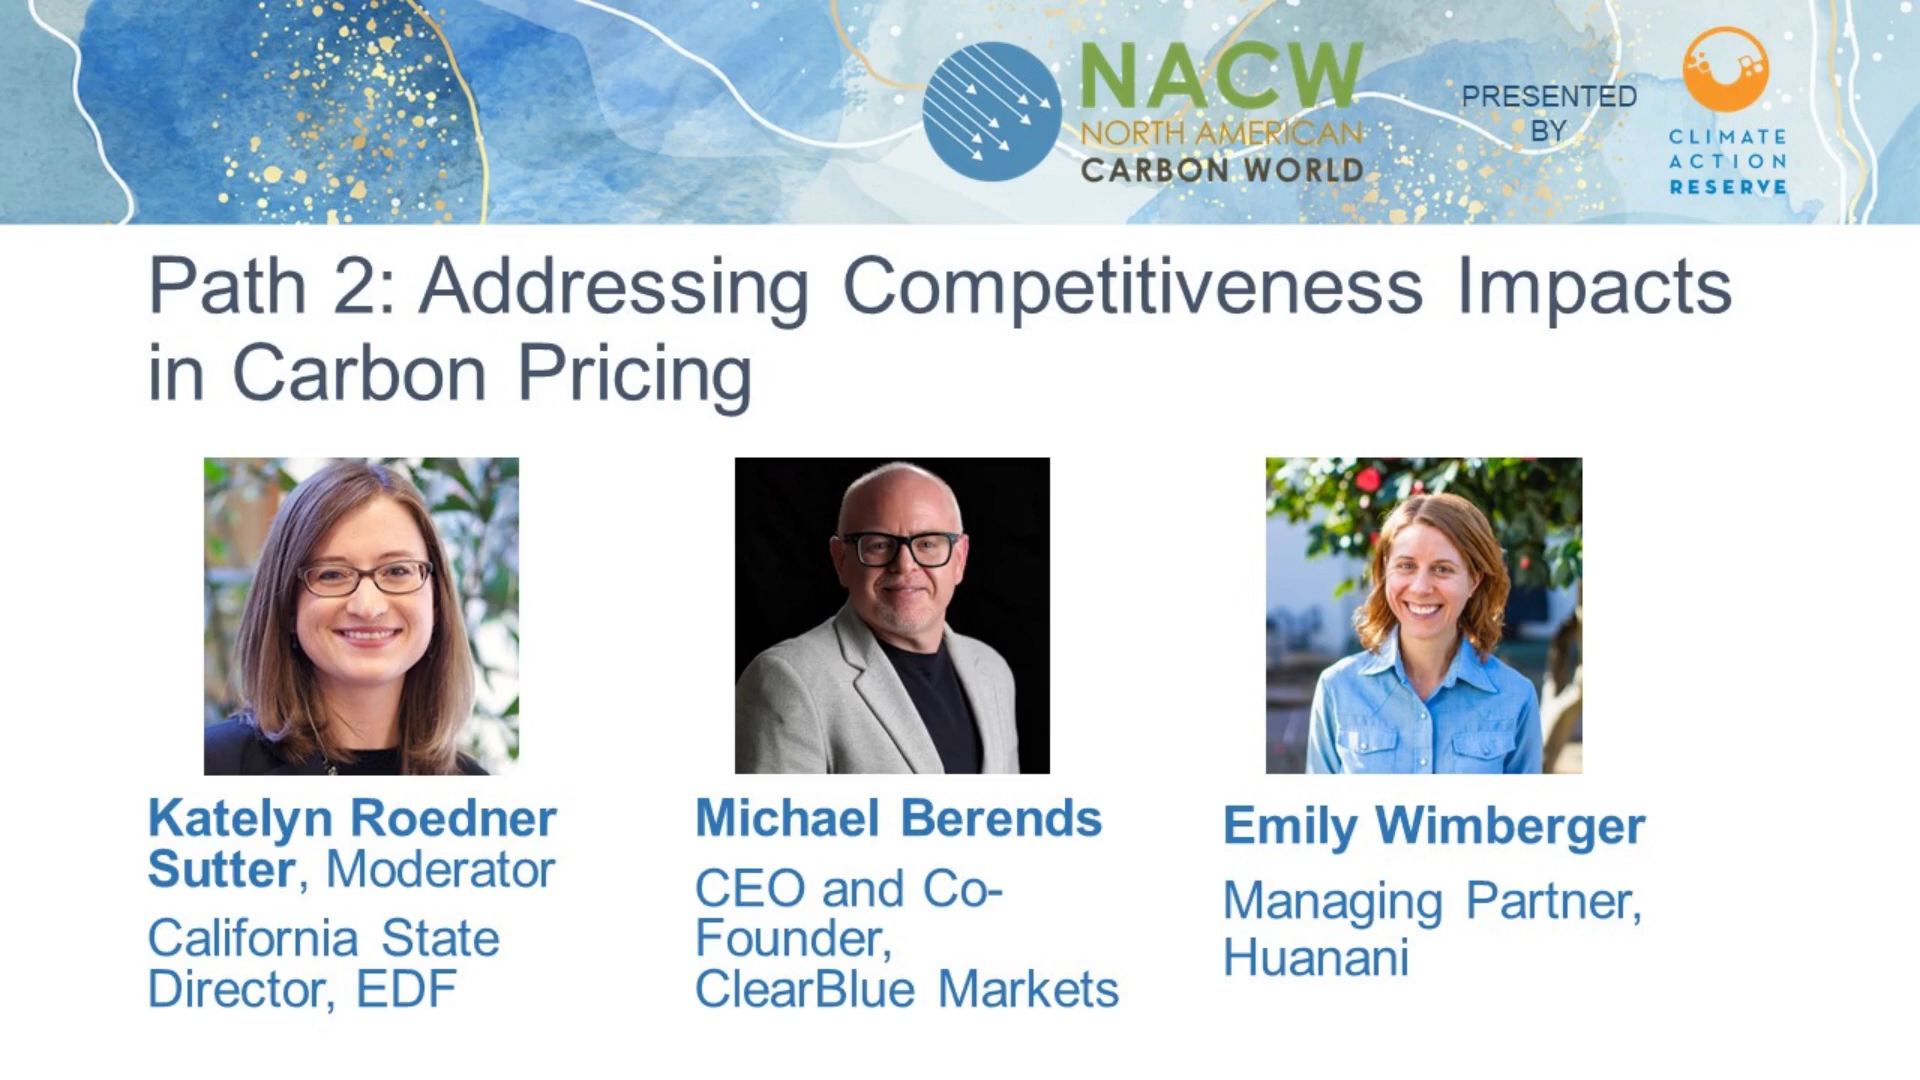 NACW
NORTH AMERICAN
CARBON WORLD
PRESENTED
BY
CLIMATE
ACTION
RESERVE
Path 2: Addressing Competitiveness Impacts
in Carbon Pricing
Katelyn Roedner
Sutter, Moderator
California State
Director, EDF
Michael Berends
CEO and Co-
Founder,
ClearBlue Markets
Emily Wimberger
Managing Partner,
Huanani